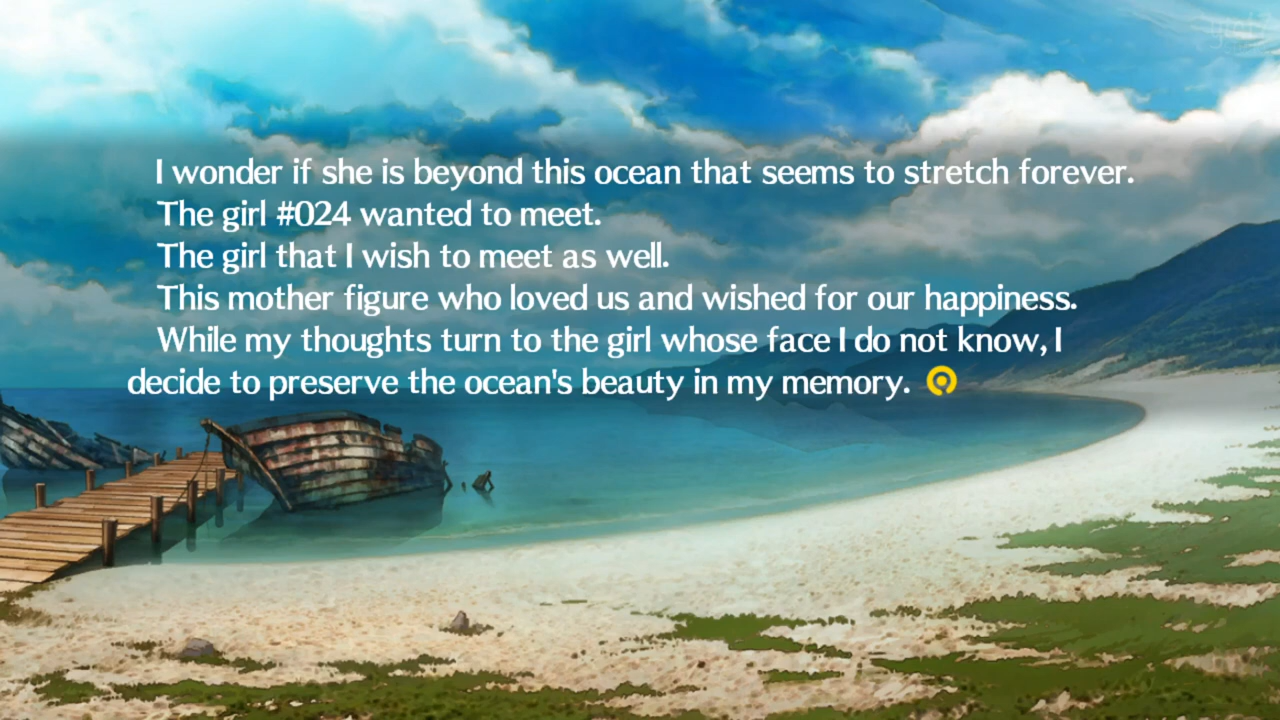 I wonder if she is beyond this ocean that seems to stretch forever.
The girl #024 wanted to meet.
The girl that I wish to meet as well.
This mother figure who loved us and wished for our happiness.
While my thoughts turn to the girl whose face I do not know, I
decide to preserve the ocean's beauty in my memory.